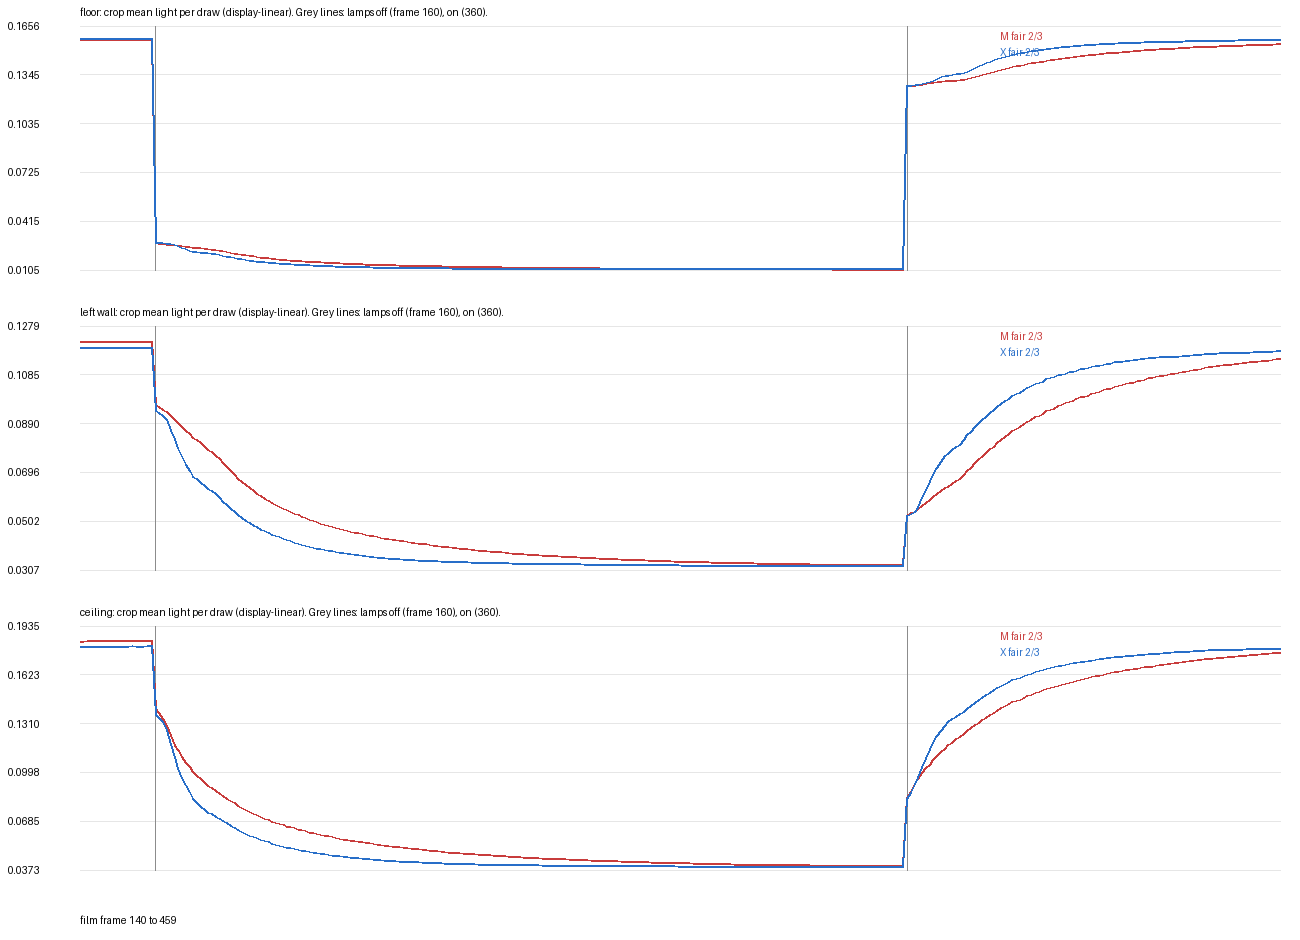 floor: crop mean light per draw (display-linear). Grey lines: lamps off (frame 160), on (360).
0.1656
M fair 2/3
X fair 2/3
0.1345
0.1035
0.0725
0.0415
0.0105
left wall: crop mean light per draw (display-linear). Grey lines: lamps off (frame 160), on (360).
0.1279
M fair 2/3
X fair 2/3
0.1085
0.0890
0.0696
0.0502
0.0307
ceiling: crop mean light per draw (display-linear). Grey lines: lamps off (frame 160), on (360).
0.1935
M fair 2/3
X fair 2/3
0.1623
0.1310
0.0998
0.0685
0.0373
film frame 140 to 459